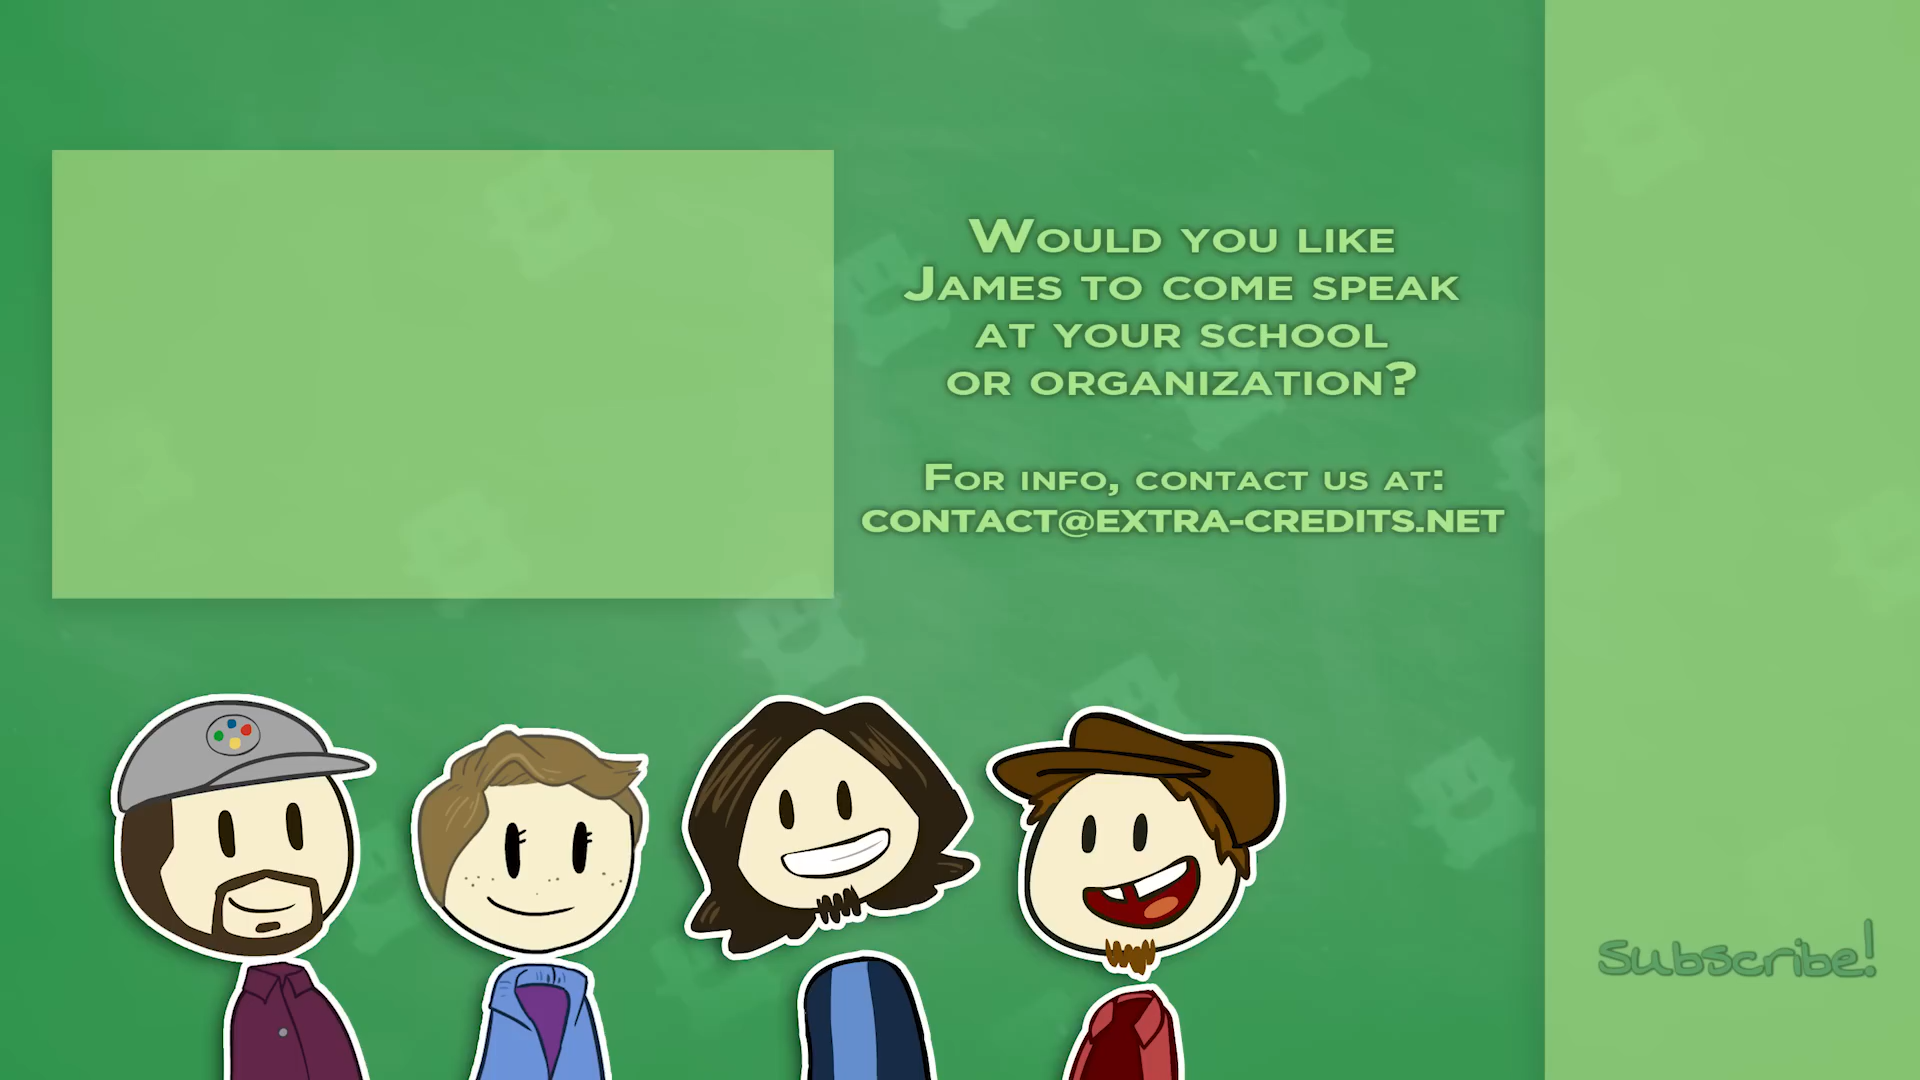 Would you like
James to come speak
at your school
or organization?
For info, contact us at:
contact@extra-credits.net
Subscribe!